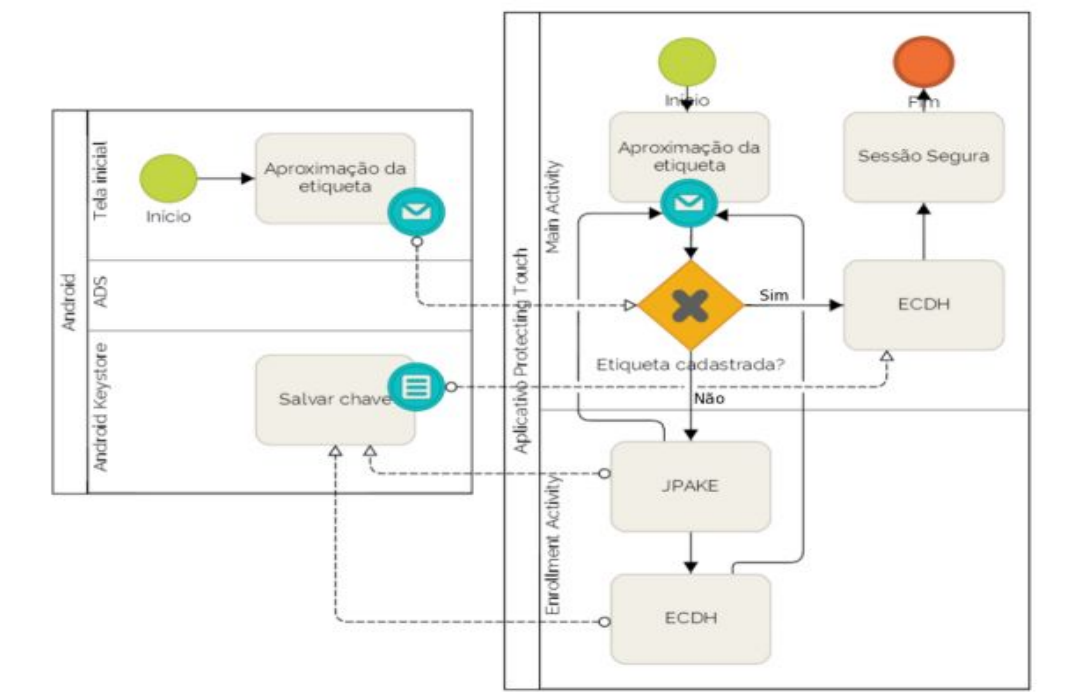 Android
Tela inicial
Início
Aproximação da
etiqueta
ADS
Android Keystore
Salvar chave
Aplicativo Protecting Touch
Main Activity
Início
Aproximação da
etiqueta
Etiqueta cadastrada?
Sim
Não
ECDH
Sessão Segura
Fim
Enrollment Activity
JPAKE
ECDH